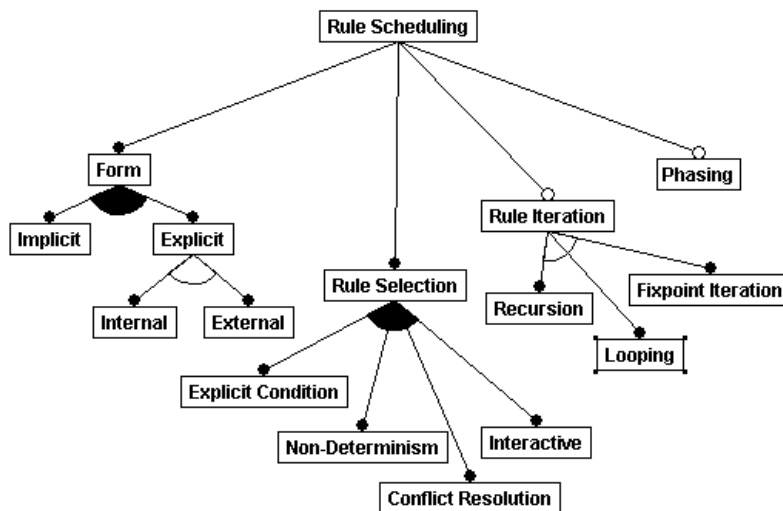 Rule Scheduling
Form
Phasing
Implicit
Explicit
Rule Iteration
Rule Selection
Internal
External
Recursion
Fixpoint Iteration
Looping
Explicit Condition
Non-Determinism
Interactive
Conflict Resolution